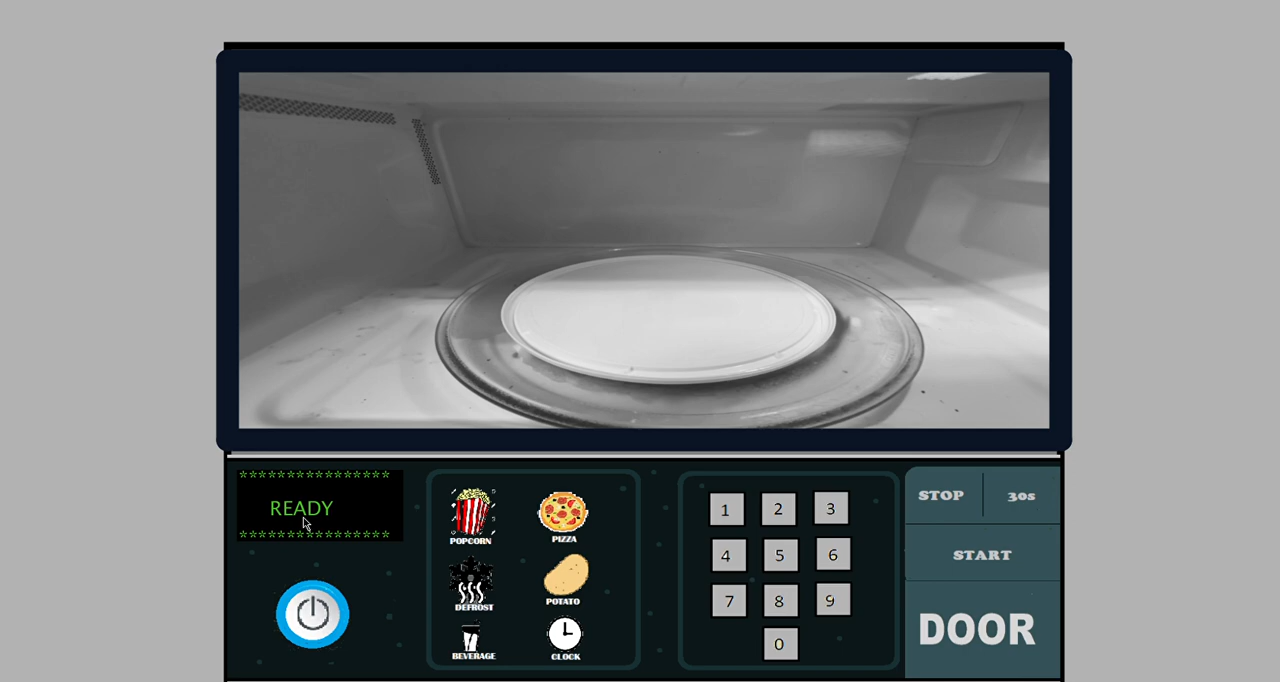 ***************
READY
***************
POPCORN
PIZZA
DEFROST
POTATO
BEVERAGE
CLOCK
1 2 3
4 5 6
7 8 9
0
STOP
30s
START
DOOR